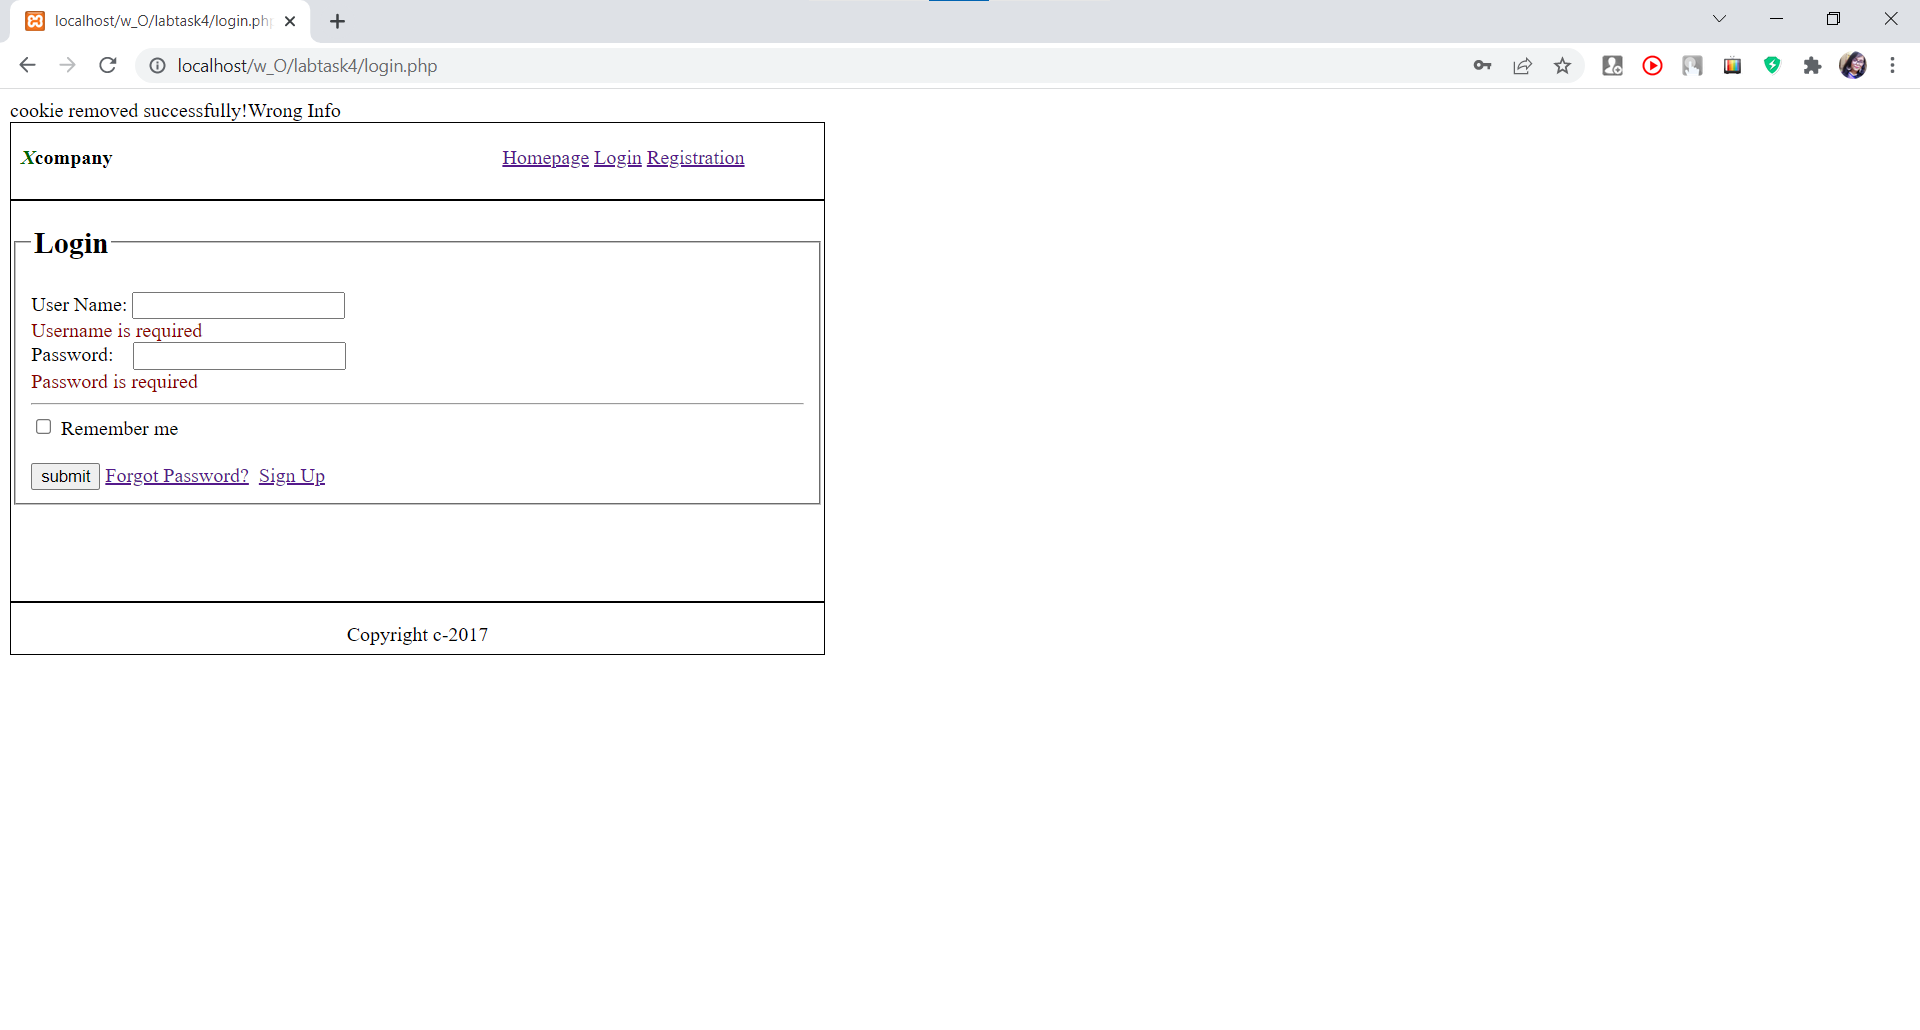 localhost/w_O/labtask4/login.php
localhost/w_O/labtask4/login.php
cookie removed successfully!Wrong Info
Xcompany
Homepage Login Registration
Login
User Name:
Username is required
Password:
Password is required
Remember me
submit Forgot Password? Sign Up
Copyright c-2017